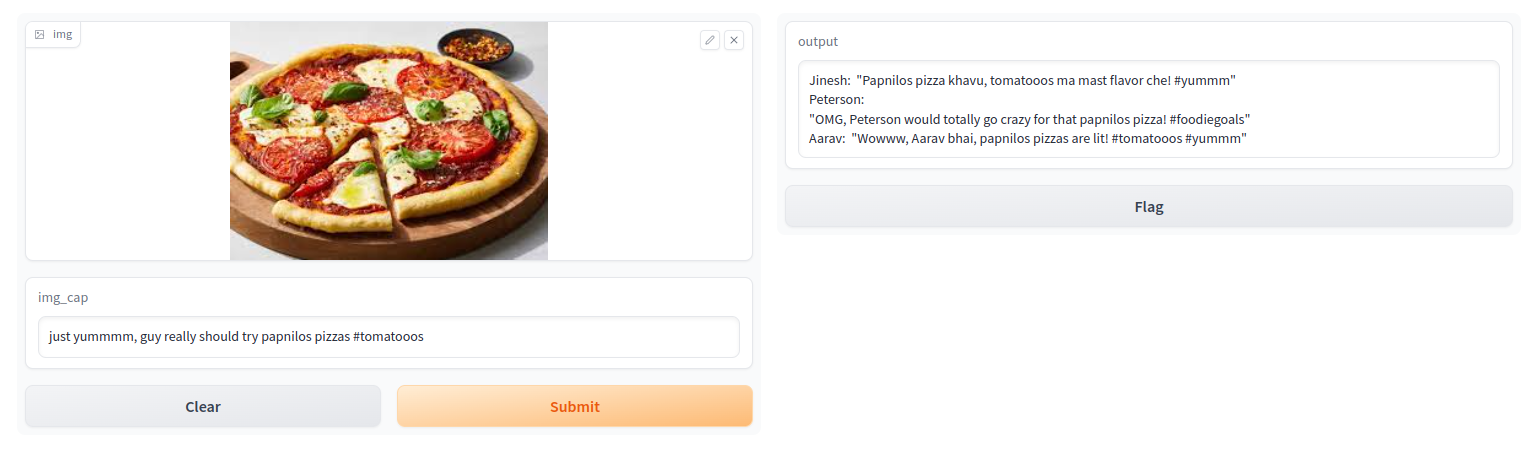 img
img_cap
just yummmm, guy really should try papnilos pizzas #tomatooos
Clear
Submit
output
Jinesh: "Papnilos pizza khavu, tomatooos ma mast flavor che! #yummm"
Peterson:
"OMG, Peterson would totally go crazy for that papnilos pizza! #foodiegoals"
Aarav: "Wowww, Aarav bhai, papnilos pizzas are lit! #tomatooos #yummm"
Flag